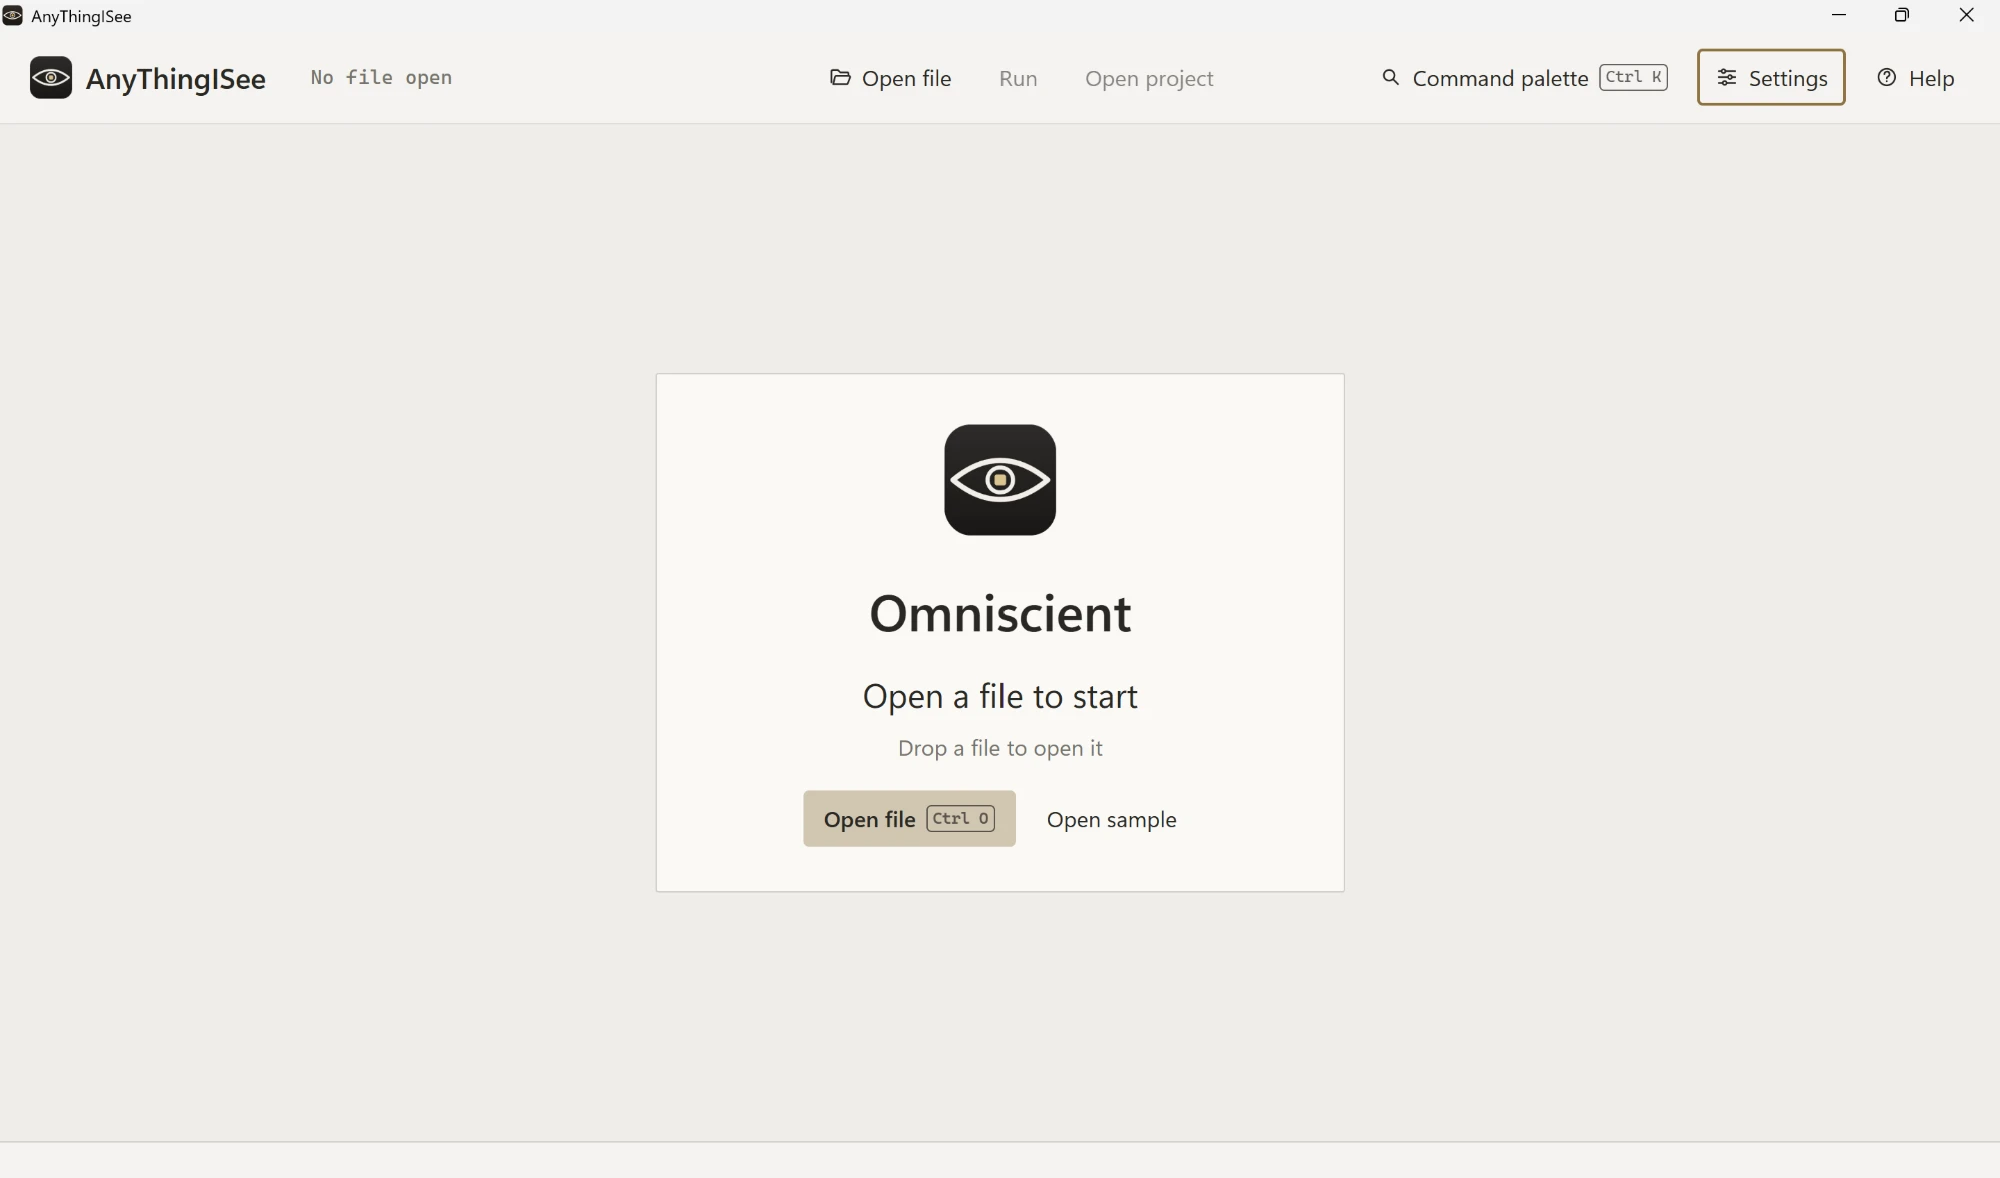 AnyThingISee
AnyThingISee
No file open
Open file
Run
Open project
Command palette Ctrl K
Settings
Help
Omniscient
Open a file to start
Drop a file to open it
Open file Ctrl O
Open sample